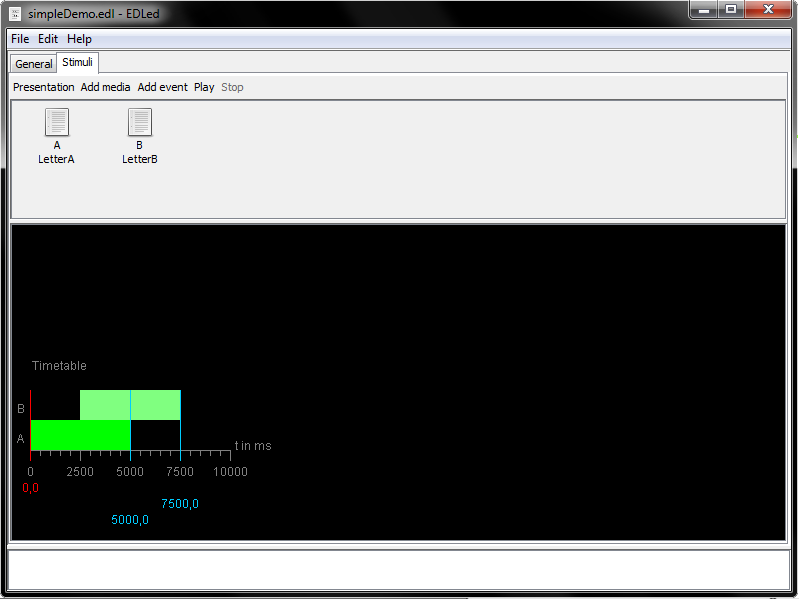 simpleDemo.edl - EDLed
File Edit Help
General Stimuli
Presentation Add media Add event Play Stop
A B
LetterA LetterB
Timetable
B
A
t in ms
0 2500 5000 7500 10000
0,0
7500,0
5000,0